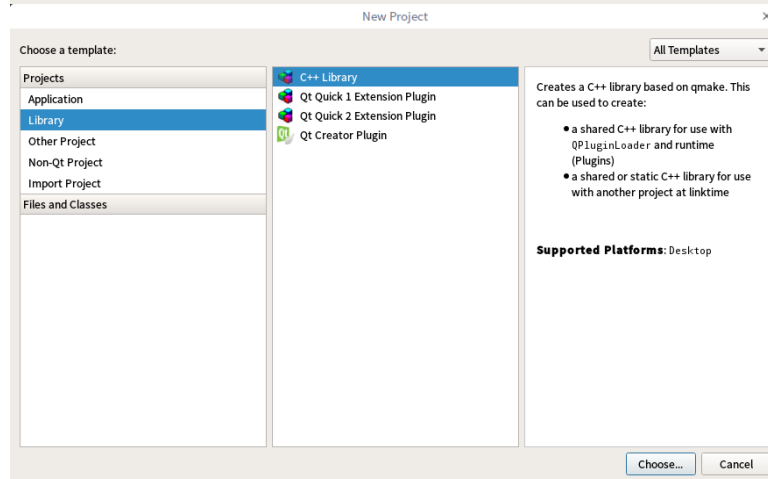 New Project
Choose a template:
All Templates
Projects
Application
Library
Other Project
Non-Qt Project
Import Project
Files and Classes
C++ Library
Qt Quick 1 Extension Plugin
Qt Quick 2 Extension Plugin
Qt Creator Plugin
Creates a C++ library based on qmake. This
can be used to create:
• a shared C++ library for use with
QPluginLoader and runtime
(Plugins)
• a shared or static C++ library for use
with another project at linktime
Supported Platforms: Desktop
Choose...
Cancel